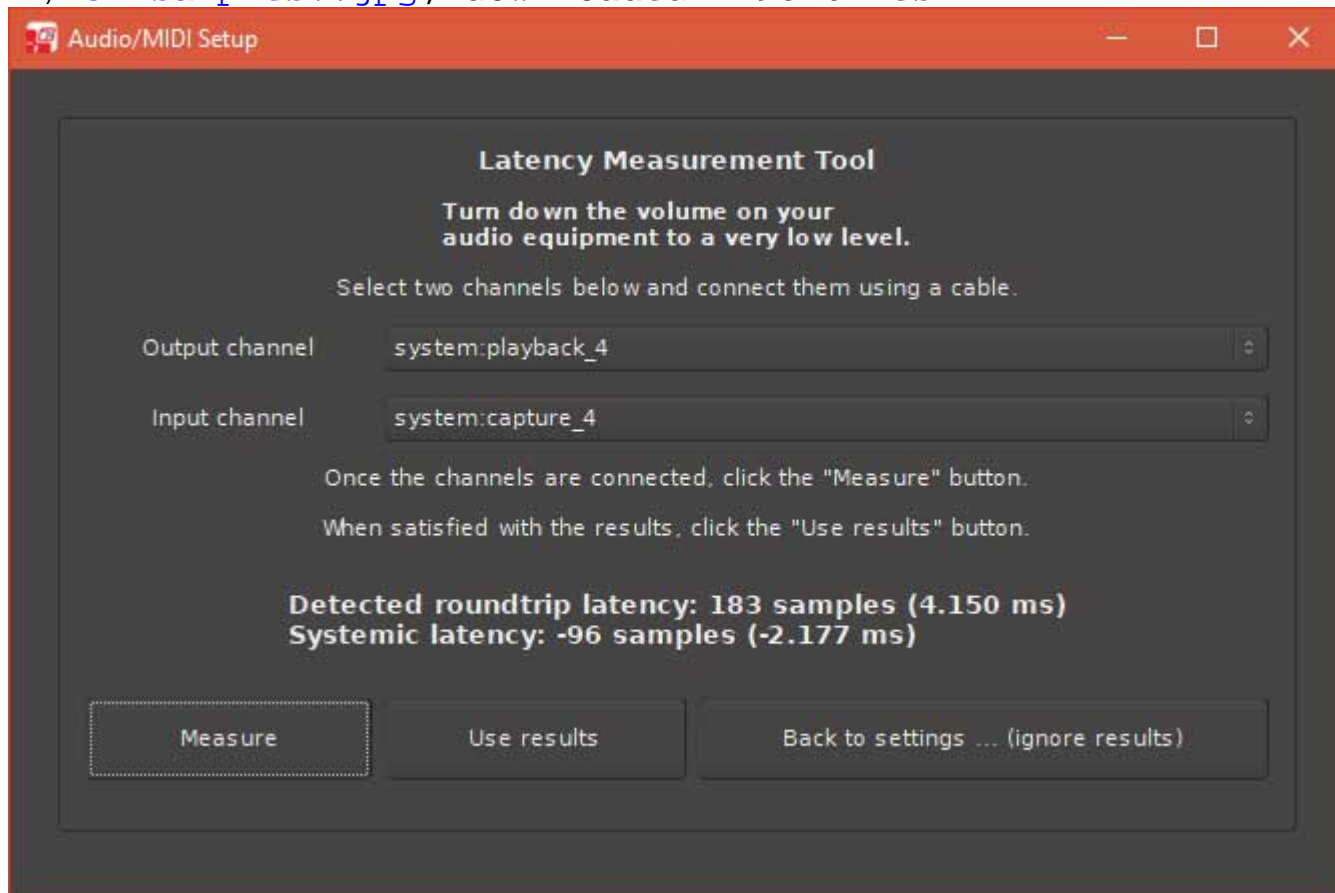 Audio/MIDI Setup
Latency Measurement Tool
Turn down the volume on your
audio equipment to a very low level.
Select two channels below and connect them using a cable.
Output channel system:playback_4
Input channel system:capture_4
Once the channels are connected, click the "Measure" button.
When satisfied with the results, click the "Use results" button.
Detected roundtrip latency: 183 samples (4.150 ms)
Systemic latency: -96 samples (-2.177 ms)
Measure Use results Back to settings ... (ignore results)